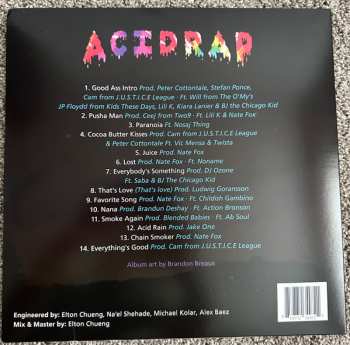 ACIDRAP
1. Good Ass Intro Prod. Peter Cottontale, Stefan Ponce,
Cam from J.U.S.T.I.C.E League - Ft. Will from The O'My's
JP Floydd from Kids These Days, Lili K, Kiara Lanier & BJ the Chicago Kid
2. Pusha Man Prod. Ceej from Two9 - Ft. Lili K & Nate Fox
3. Paranoia Ft. Nosaj Thing
4. Cocoa Butter Kisses Prod. Cam from J.U.S.T.I.C.E League
& Peter Cottontale Ft. Vic Mensa & Twista
5. Juice Prod. Nate Fox
6. Lost Prod. Nate Fox - Ft. Noname
7. Everybody's Something Prod. DJ Ozone
Ft. Saba & BJ The Chicago Kid
8. That's Love (That's love) Prod. Ludwig Goransson
9. Favorite Song Prod. Nate Fox - Ft. Childish Gambino
10. Nana Prod. Brandun Deshay - Ft. Action Bronson
11. Smoke Again Prod. Blended Babies - Ft. Ab Soul
12. Acid Rain Prod. Jake One
13. Chain Smoker Prod. Nate Fox
14. Everything's Good Prod. Cam from J.U.S.T.I.C.E League
Album art by Brandon Breaux
Engineered by: Elton Chueng, Na'el Shehade, Michael Kolar, Alex Baez
Mix & Master by: Elton Chueng